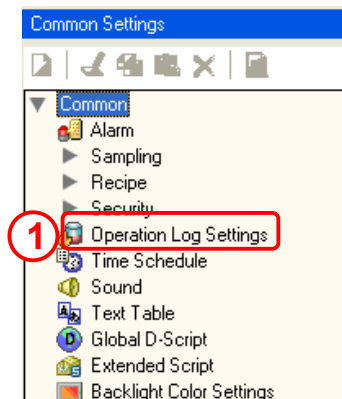 Common Settings
Common
Alarm
Sampling
Recipe
Security
1 Operation Log Settings
Time Schedule
Sound
Text Table
Global D-Script
Extended Script
Backlight Color Settings